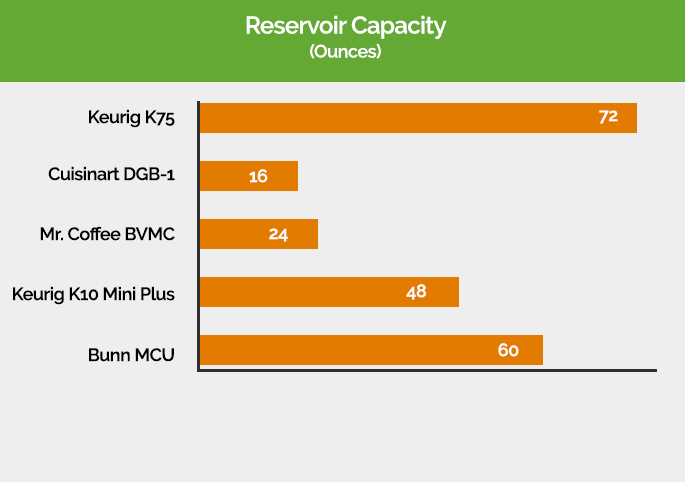 Reservoir Capacity
(Ounces)
Keurig K75 72
Cuisinart DGB-1 16
Mr. Coffee BVMC 24
Keurig K10 Mini Plus 48
Bunn MCU 60